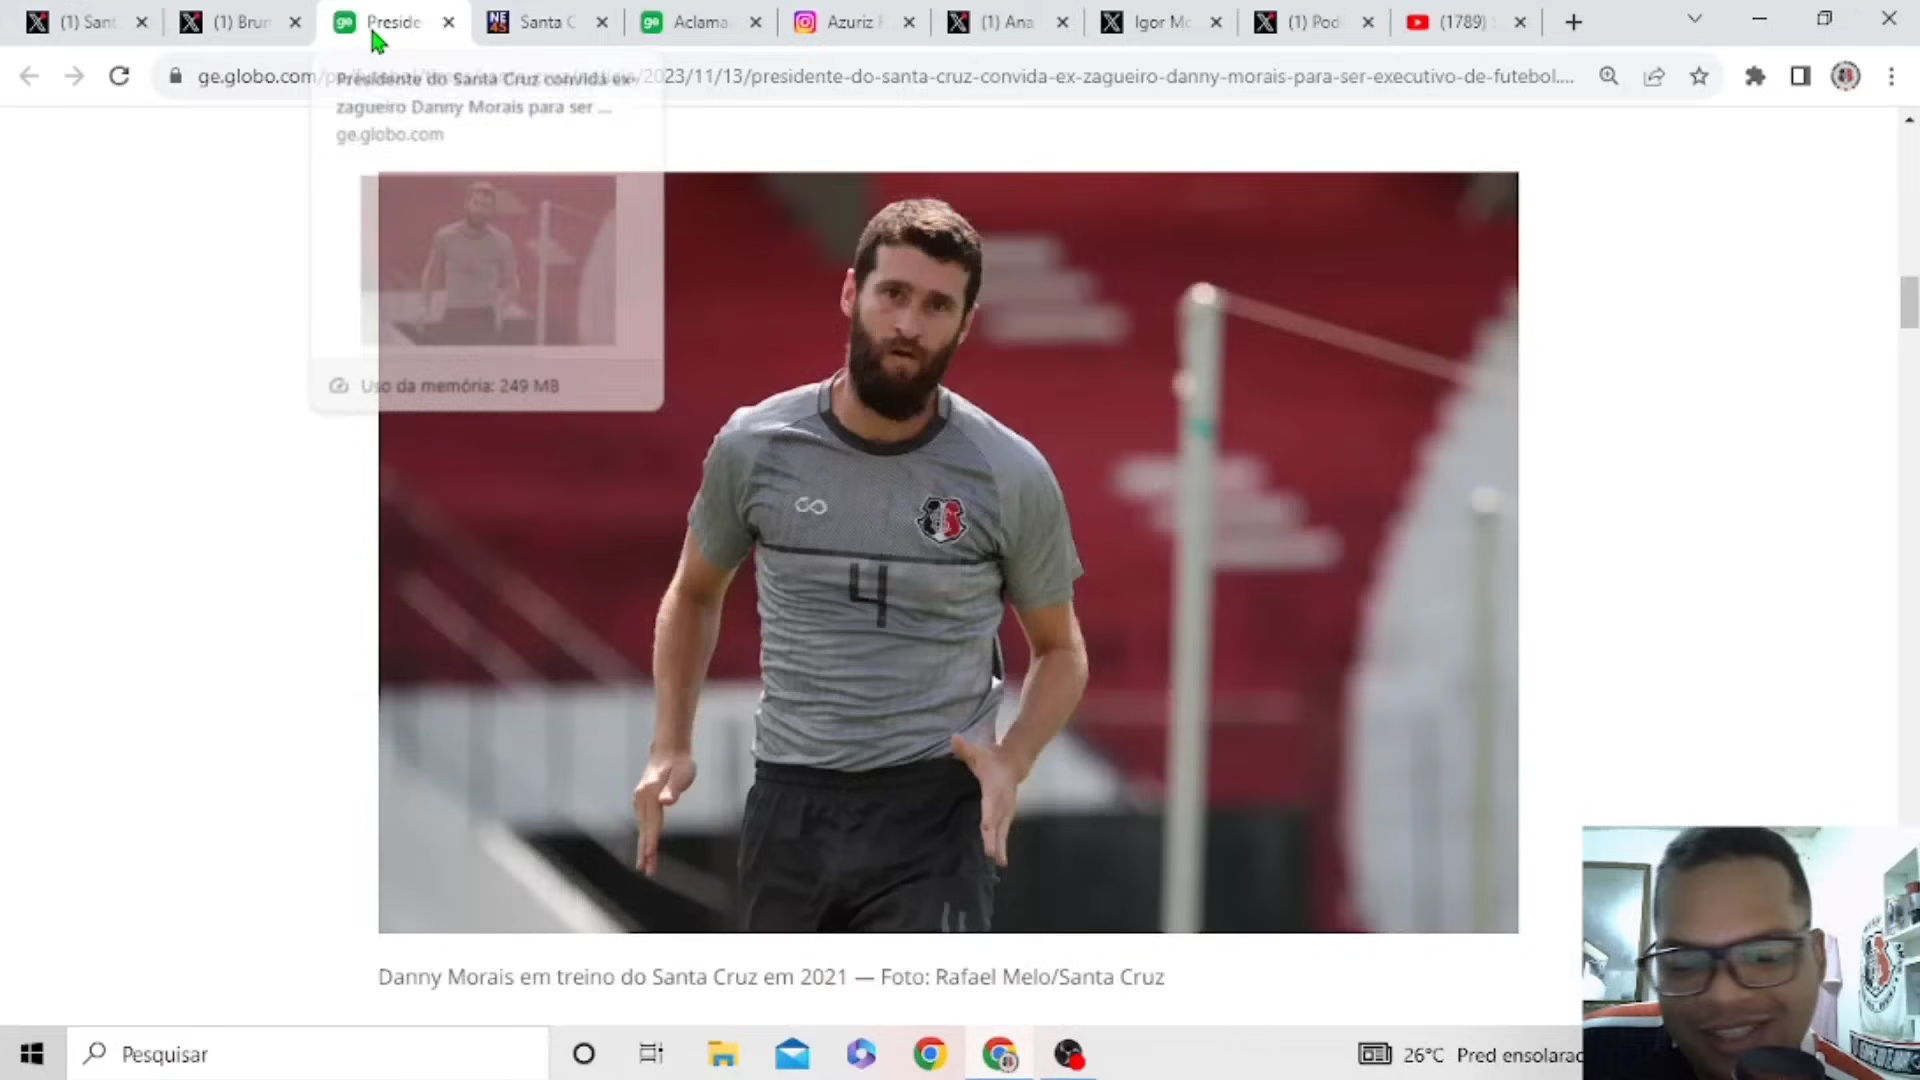 (1) Sant
(1) Brun
Preside
Santa C
Aclama
Azuriz F
(1) Ana
Igor Mo
(1) Pod
(1789)
ge.globo.com/
/2023/11/13/presidente-do-santa-cruz-convida-ex-zagueiro-danny-morais-para-ser-executivo-de-futebol....
Presidente do Santa Cruz convida ex-
zagueiro Danny Morais para ser ...
ge.globo.com
Uso da memória: 249 MB
4
Danny Morais em treino do Santa Cruz em 2021 — Foto: Rafael Melo/Santa Cruz
Pesquisar
26°C Pred ensolarad